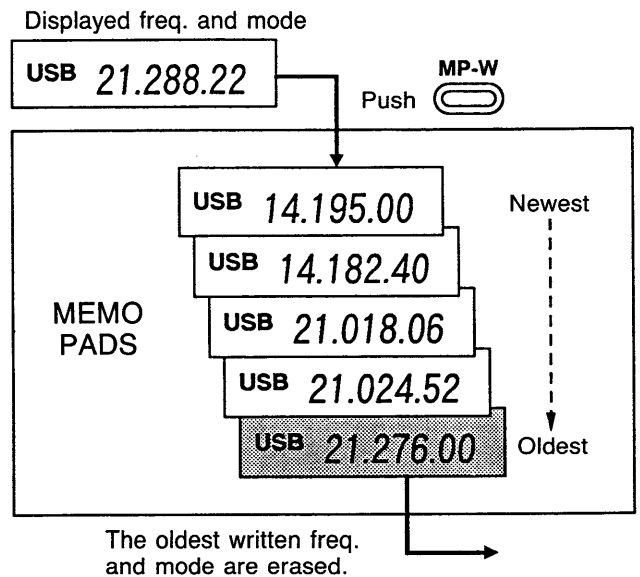 Displayed freq. and mode
USB 21.288.22
MP-W
Push
USB 14.195.00
Newest
USB 14.182.40
MEMO
PADS
USB 21.018.06
USB 21.024.52
USB 21.276.00
Oldest
The oldest written freq.
and mode are erased.